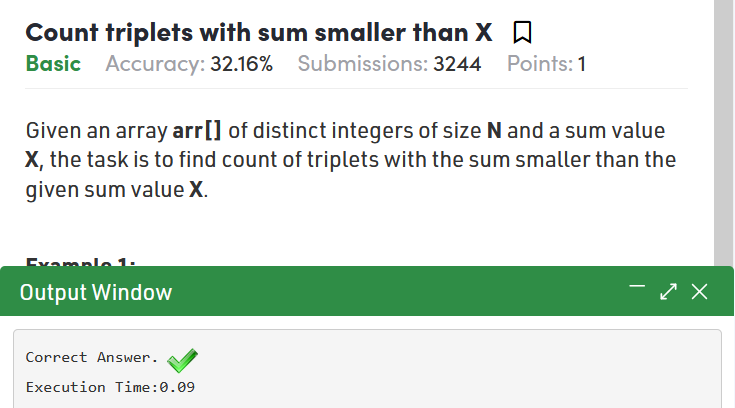 Count triplets with sum smaller than X
Basic Accuracy: 32.16% Submissions: 3244 Points: 1
Given an array arr[] of distinct integers of size N and a sum value
X, the task is to find count of triplets with the sum smaller than the
given sum value X.
Example 1:
Output Window
Correct Answer.
Execution Time:0.09